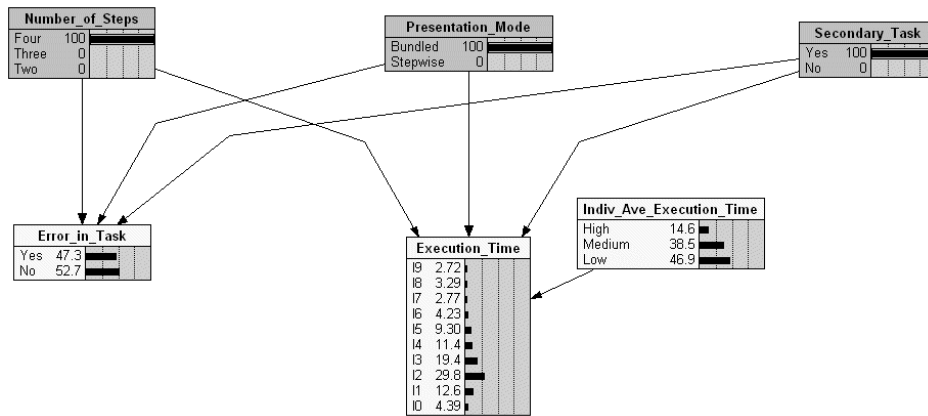 Number_of_Steps
Four 100
Three 0
Two 0
Presentation_Mode
Bundled 100
Stepwise 0
Secondary_Task
Yes 100
No 0
Error_in_Task
Yes 47.3
No 52.7
Execution_Time
I9 2.72
I8 3.29
I7 2.77
I6 4.23
I5 9.30
I4 11.4
I3 19.4
I2 29.8
I1 12.6
I0 4.39
Indiv_Ave_Execution_Time
High 14.6
Medium 38.5
Low 46.9